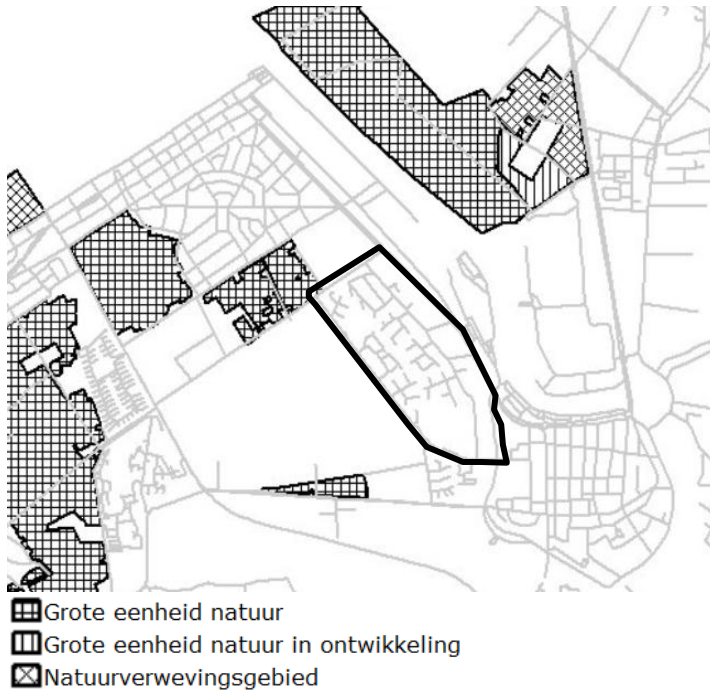 Grote eenheid natuur
Grote eenheid natuur in ontwikkeling
Natuurverwevingsgebied